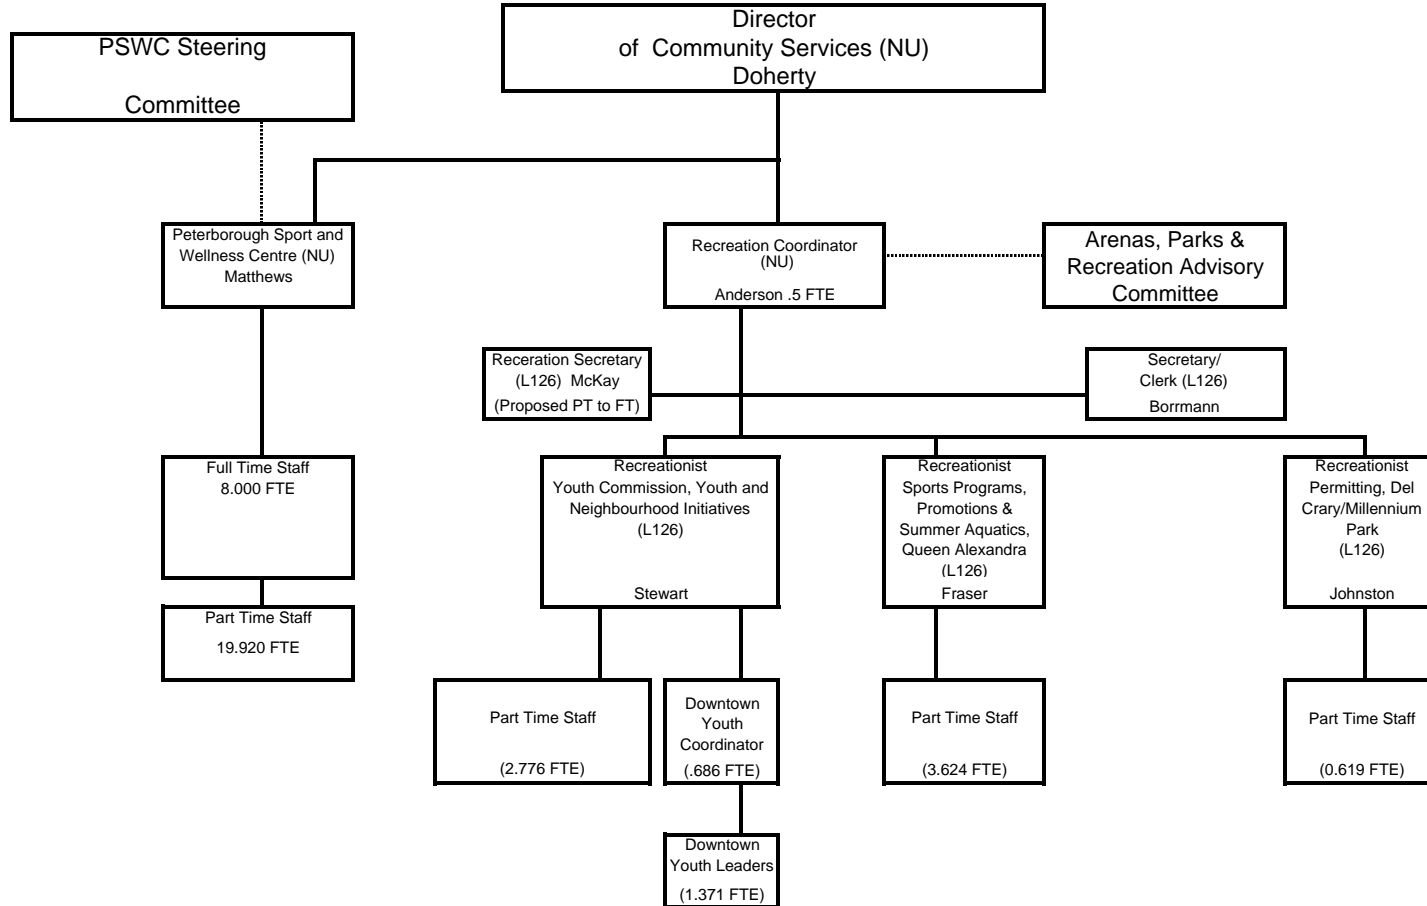 Director
of Community Services (NU)
Doherty
PSWC Steering
Committee
Peterborough Sport and
Wellness Centre (NU)
Matthews
Recreation Coordinator
(NU)
Anderson .5 FTE
Arenas, Parks &
Recreation Advisory
Committee
Receration Secretary
(L126) McKay
(Proposed PT to FT)
Secretary/
Clerk (L126)
Borrmann
Full Time Staff
8.000 FTE
Recreationist
Youth Commission, Youth and
Neighbourhood Initiatives
(L126)
Stewart
Recreationist
Sports Programs,
Promotions &
Summer Aquatics,
Queen Alexandra
(L126)
Fraser
Recreationist
Permitting, Del
Crary/Millennium
Park
(L126)
Johnston
Part Time Staff
19.920 FTE
Part Time Staff
(2.776 FTE)
Downtown
Youth
Coordinator
(.686 FTE)
Part Time Staff
(3.624 FTE)
Part Time Staff
(0.619 FTE)
Downtown
Youth Leaders
(1.371 FTE)